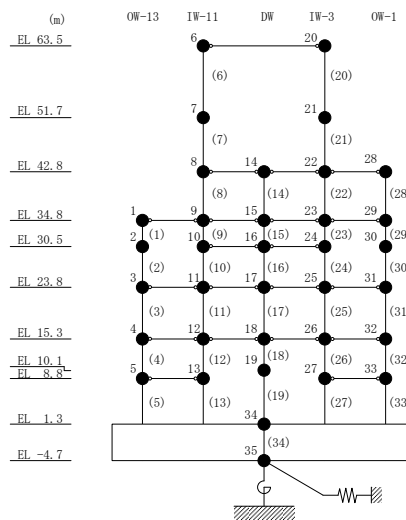 (m) OW-13 IW-11 DW IW-3 OW-1
EL 63.5 6 20
(6) (20)
EL 51.7 7 21
(7) (21)
EL 42.8 8 14 22 28
(8) (14) (22) (28
EL 34.8 1 9 15 23 29
(1) (9) (15) (23) (29
EL 30.5 2 10 16 24 30
(2) (10) (16) (24) (30
EL 23.8 3 11 17 25 31
(3) (11) (17) (25) (31
EL 15.3 4 12 18 26 32
(4) (12) (18) (26) (32
EL 10.1 19
EL 8.8 5 13 27 33
(5) (13) (19) (27) (33
EL 1.3 34
(34)
EL -4.7 35